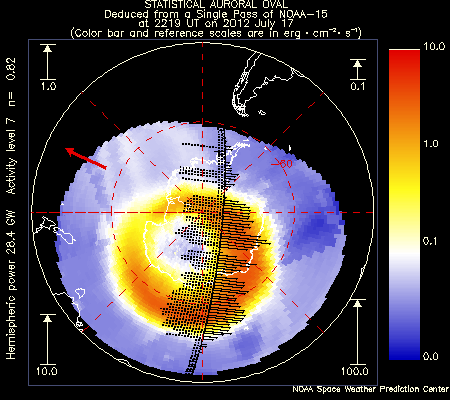 STATISTICAL AURORAL OVAL
Deduced from a Single Pass of NOAA-15
at 2219 UT on 2012 July 17
(Color bar and reference scales are in erg·cm⁻²·s⁻¹)
1.0
0.1
10.0
1.0
0.1
0.0
-60
Hemispheric power 28.4 GW Activity level 7 n= 0.82
10.0
100.0
NOAA Space Weather Prediction Center